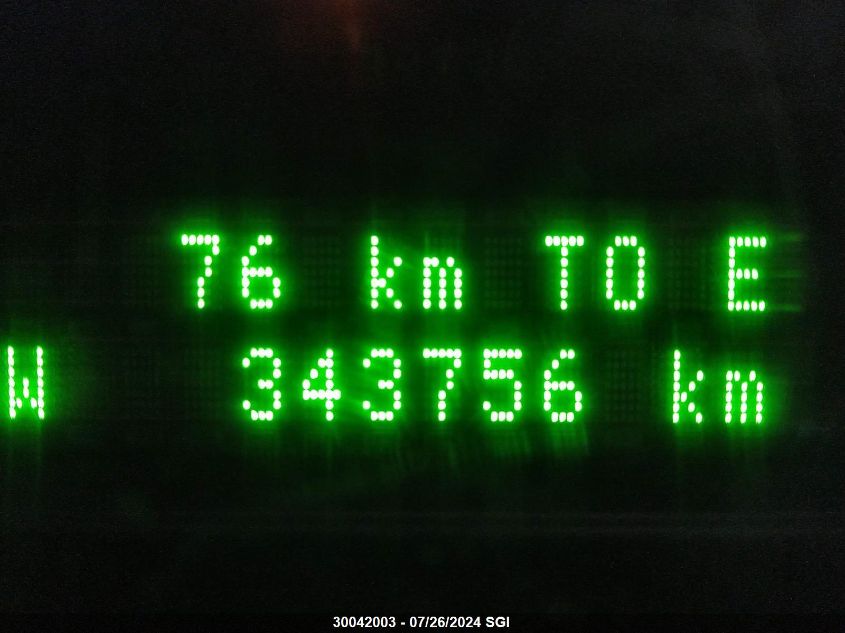 76 km TO E
W 343756 km
30042003 - 07/26/2024 SGI